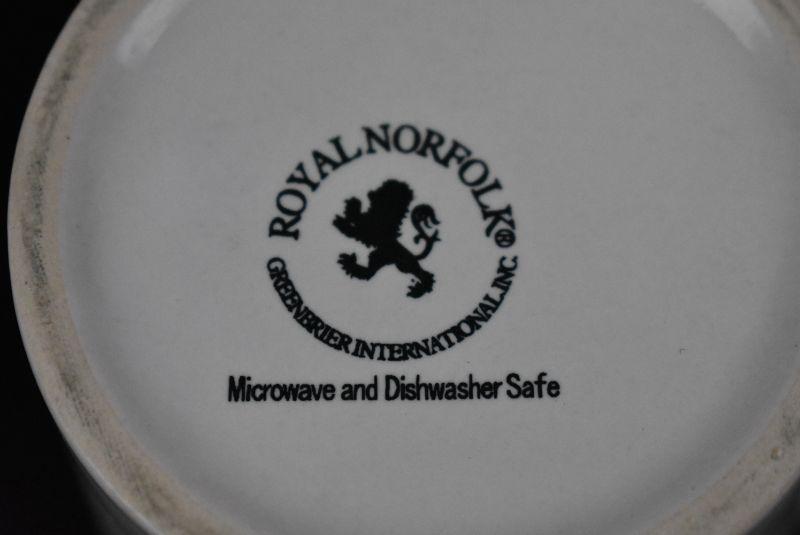 ROYAL NORFOLK®
GREENBRIER INTERNATIONAL, INC.
Microwave and Dishwasher Safe